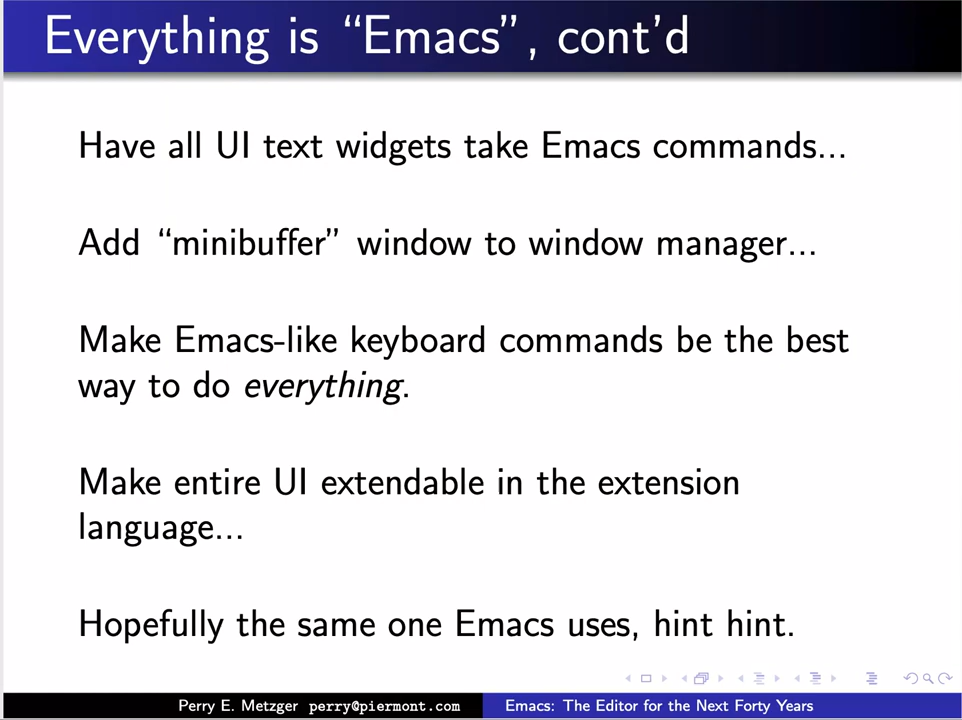 Everything is “Emacs”, cont’d
Have all UI text widgets take Emacs commands...
Add “minibuffer” window to window manager...
Make Emacs-like keyboard commands be the best
way to do everything.
Make entire UI extendable in the extension
language...
Hopefully the same one Emacs uses, hint hint.
Perry E. Metzger perry@piermont.com
Emacs: The Editor for the Next Forty Years